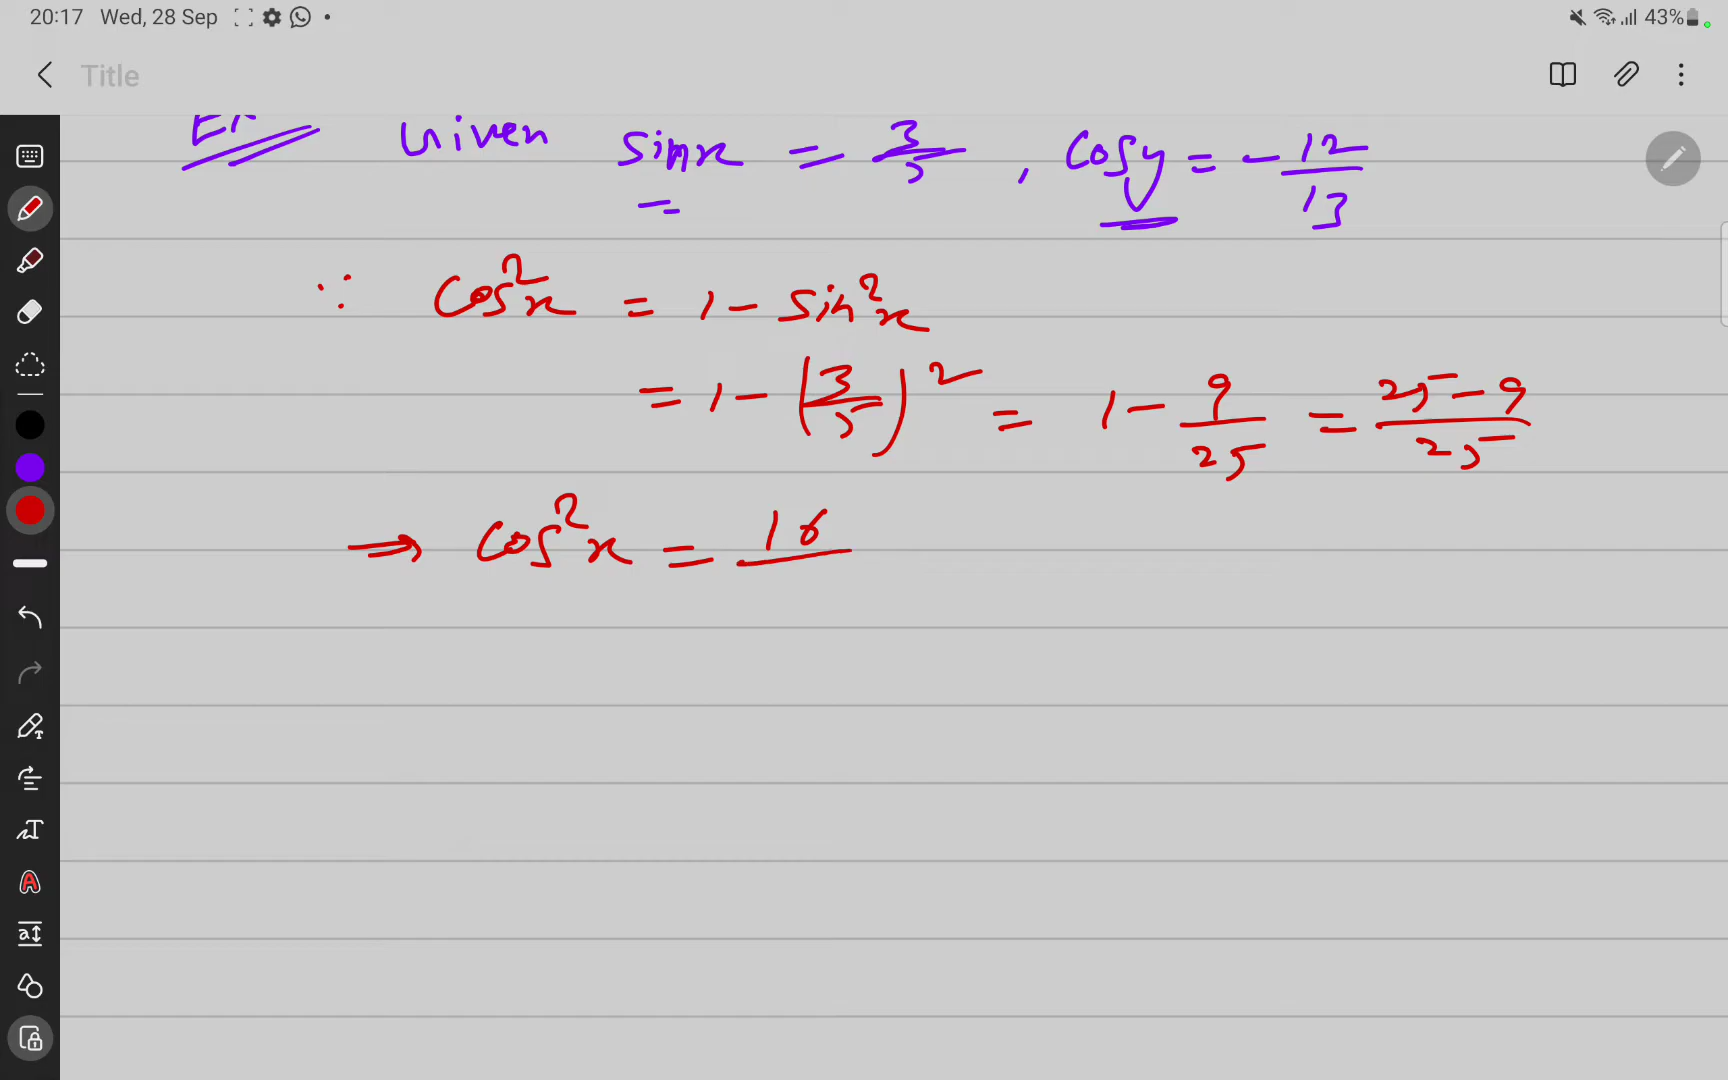 20:17 Wed, 28 Sep 43%
Title
Ex Given sinx = 3/5 , cosy = -12/13
∵ cos²x = 1 - sin²x
= 1 - (3/5)² = 1 - 9/25 = 25-9/25
⇒ cos²x = 16